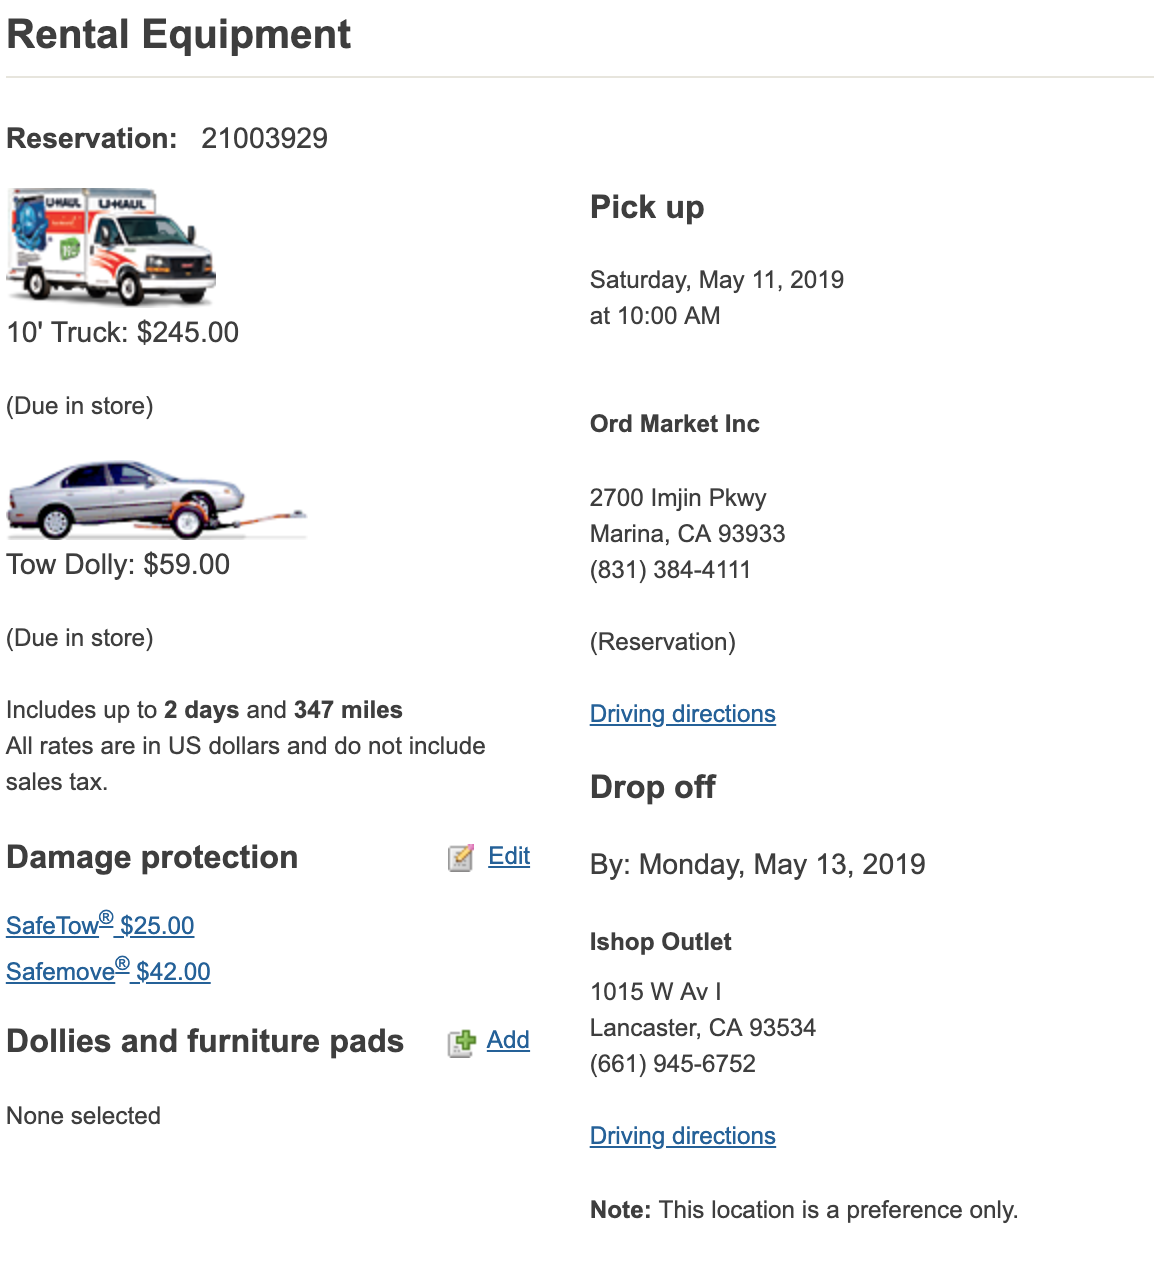 Rental Equipment
Reservation: 21003929
U-HAUL U-HAUL
10' Truck: $245.00
(Due in store)
Tow Dolly: $59.00
(Due in store)
Includes up to 2 days and 347 miles
All rates are in US dollars and do not include
sales tax.
Damage protection Edit
SafeTow® $25.00
Safemove® $42.00
Dollies and furniture pads Add
None selected
Pick up
Saturday, May 11, 2019
at 10:00 AM
Ord Market Inc
2700 Imjin Pkwy
Marina, CA 93933
(831) 384-4111
(Reservation)
Driving directions
Drop off
By: Monday, May 13, 2019
Ishop Outlet
1015 W Av I
Lancaster, CA 93534
(661) 945-6752
Driving directions
Note: This location is a preference only.